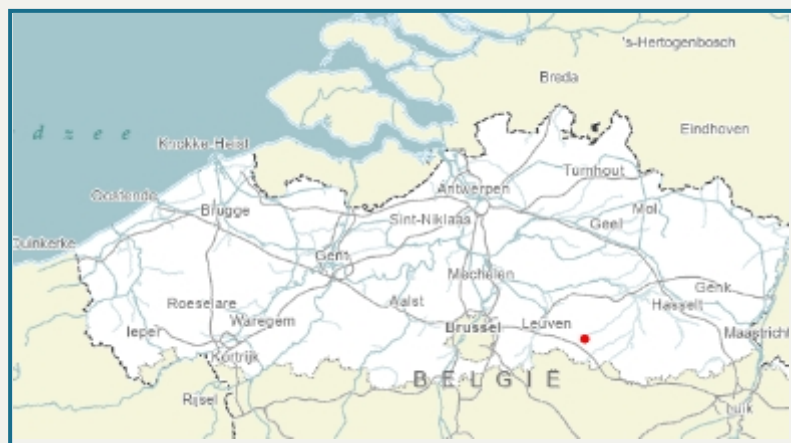 's-Hertogenbosch
Breda
Eindhoven
d z e e
Knokke-Heist
Turnhout
Antwerpen
Oostende
Mol
Brugge
Sint-Niklaas
Geel
Duinkerke
Gent
Mechelen
Genk
Roeselare
Aalst
Hasselt
Waregem
Ieper
Brussel
Leuven
Maastricht
Kortrijk
BELGIË
Rijsel
Luik